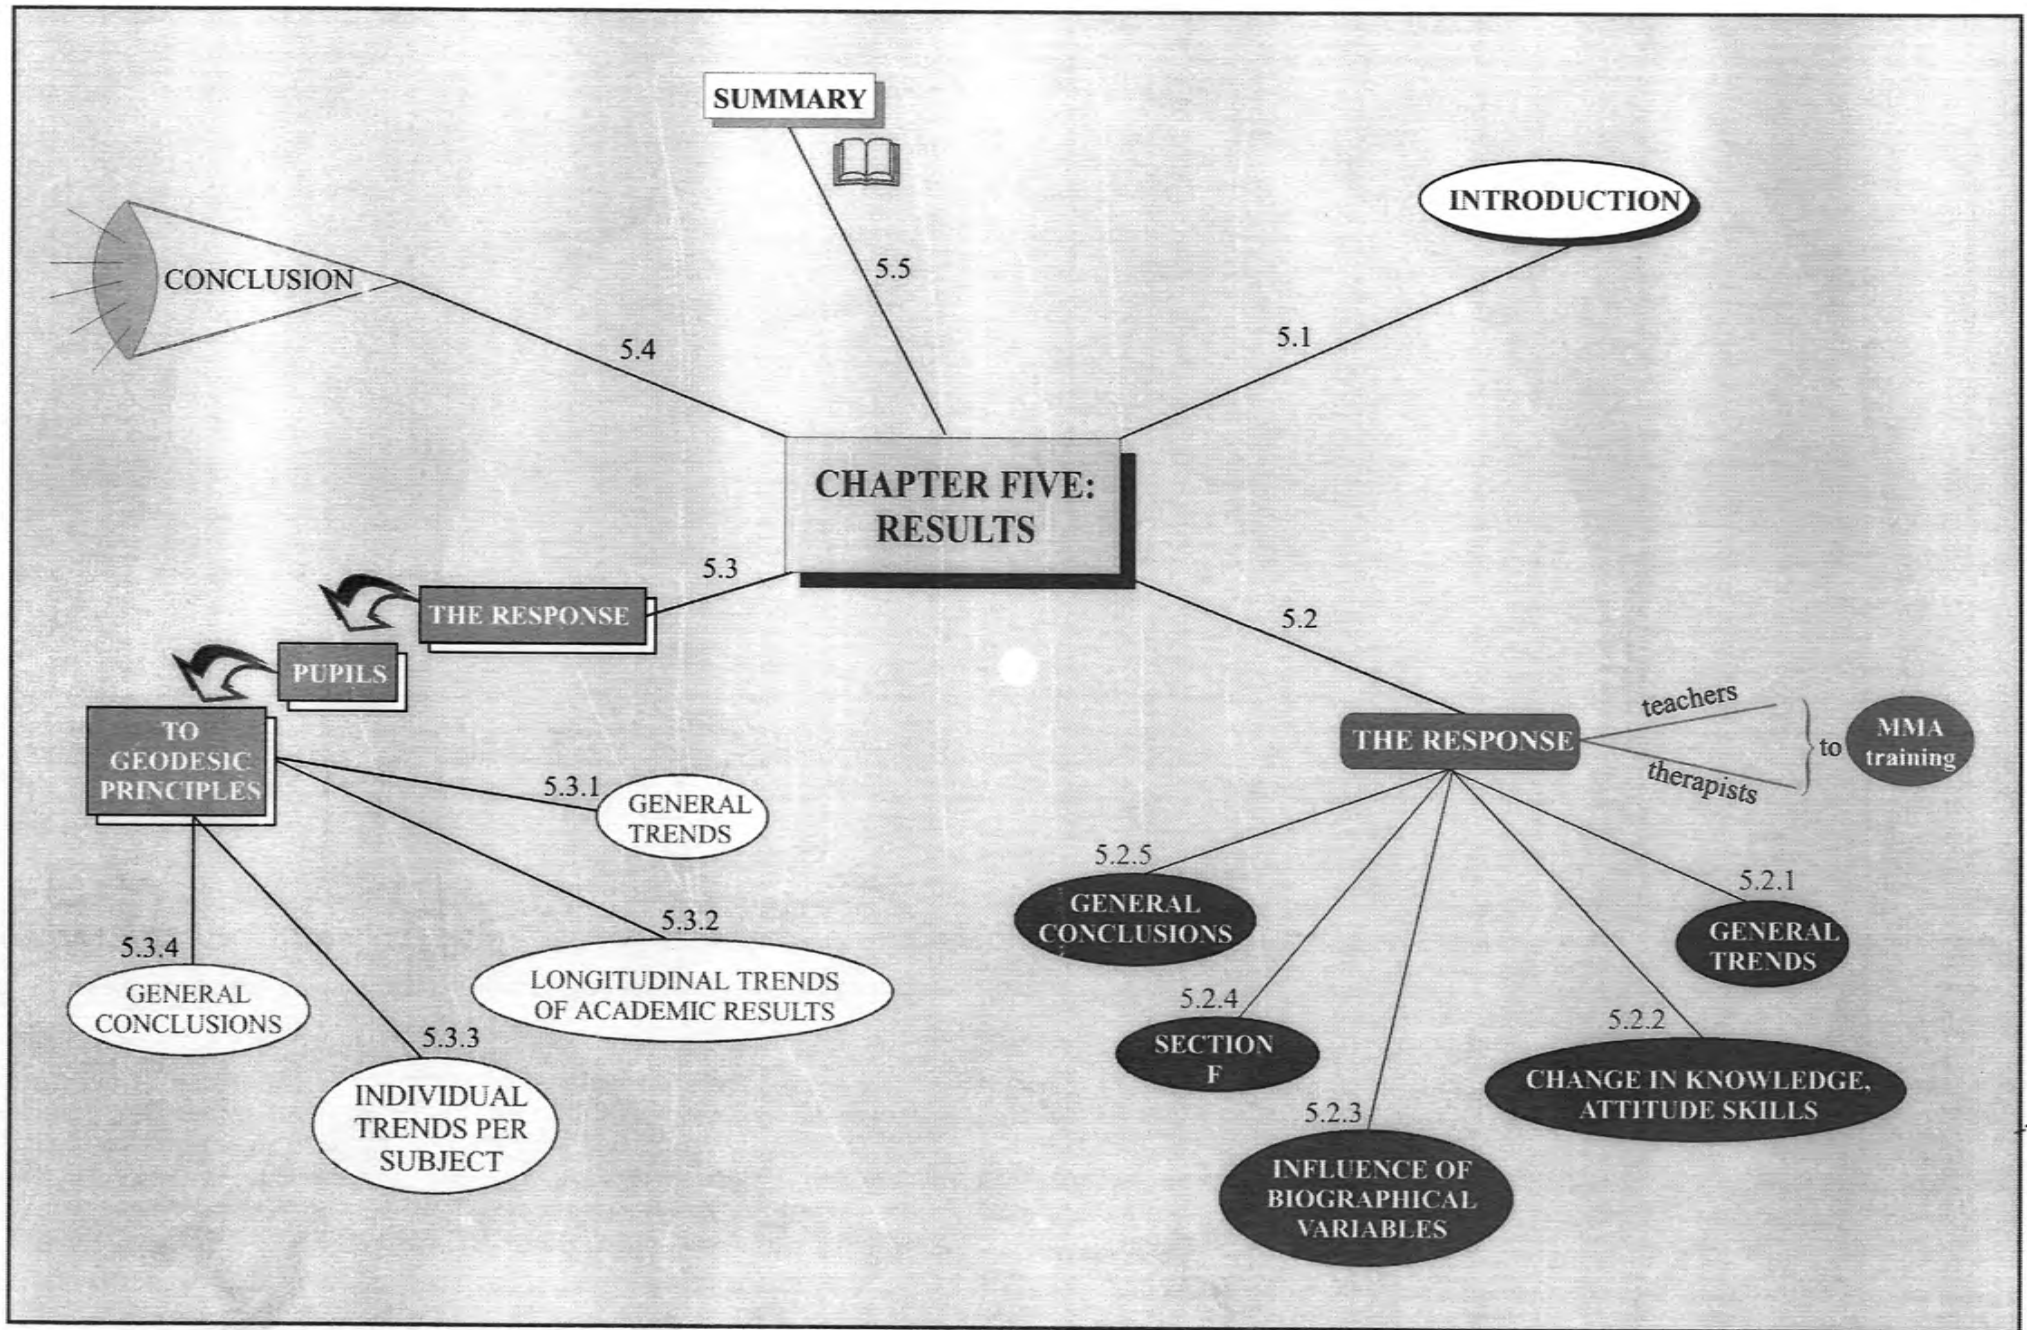 SUMMARY
INTRODUCTION
CONCLUSION
5.5
5.1
5.4
CHAPTER FIVE:
RESULTS
5.3
THE RESPONSE
PUPILS
TO
GEODESIC
PRINCIPLES
5.3.1
GENERAL
TRENDS
5.3.2
LONGITUDINAL TRENDS
OF ACADEMIC RESULTS
5.3.3
INDIVIDUAL
TRENDS PER
SUBJECT
5.3.4
GENERAL
CONCLUSIONS
5.2
THE RESPONSE
teachers
therapists
to
MMA
training
5.2.1
GENERAL
TRENDS
5.2.2
CHANGE IN KNOWLEDGE,
ATTITUDE SKILLS
5.2.3
INFLUENCE OF
BIOGRAPHICAL
VARIABLES
5.2.4
SECTION
F
5.2.5
GENERAL
CONCLUSIONS